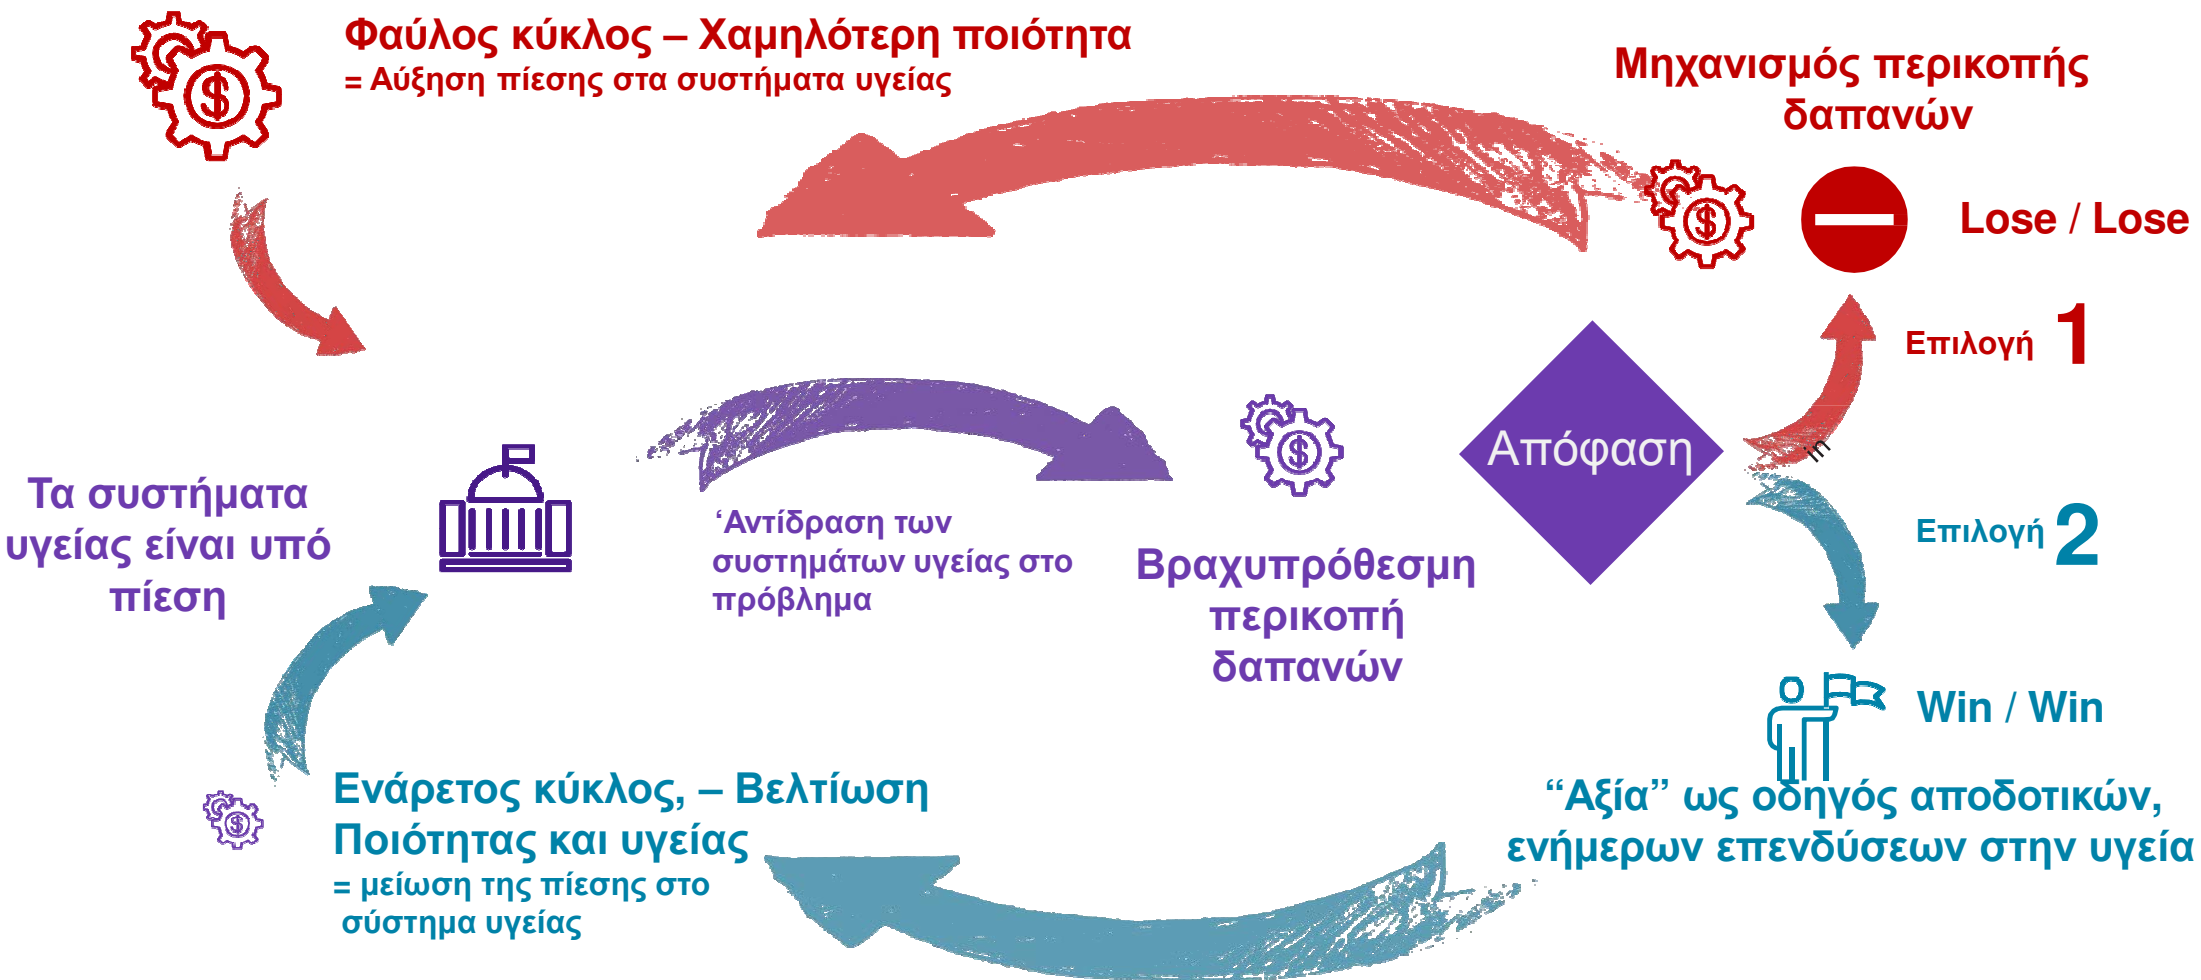 Φαύλος κύκλος – Χαμηλότερη ποιότητα
= Αύξηση πίεσης στα συστήματα υγείας
Μηχανισμός περικοπής
δαπανών
Lose / Lose
Επιλογή 1
Απόφαση
in
Τα συστήματα
υγείας είναι υπό
πίεση
‘Αντίδραση των
συστημάτων υγείας στο
πρόβλημα
Βραχυπρόθεσμη
περικοπή
δαπανών
Επιλογή 2
Win / Win
“Αξία” ως οδηγός αποδοτικών,
ενήμερων επενδύσεων στην υγεία
Ενάρετος κύκλος, – Βελτίωση
Ποιότητας και υγείας
= μείωση της πίεσης στο
σύστημα υγείας